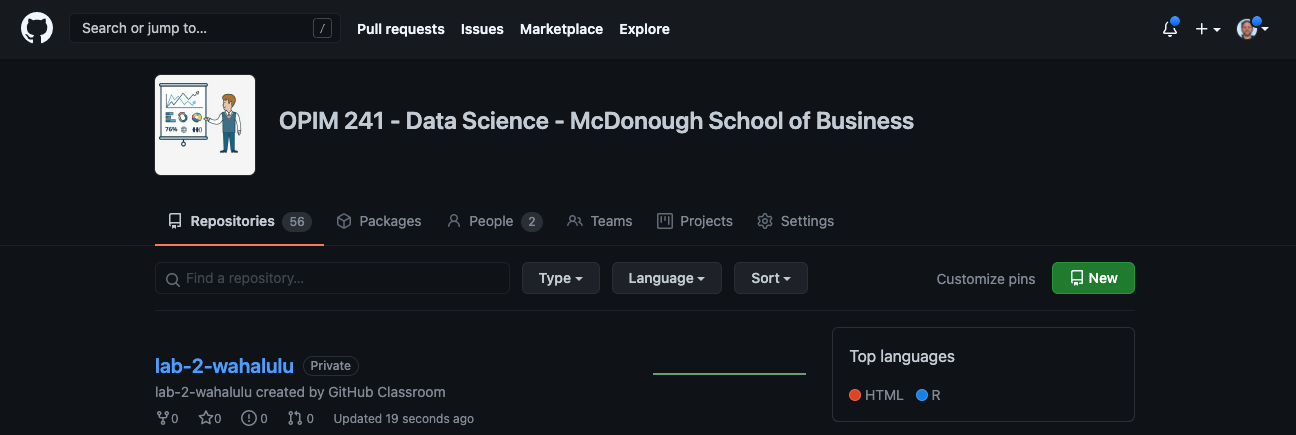 Search or jump to... / Pull requests Issues Marketplace Explore
76%
OPIM 241 - Data Science - McDonough School of Business
Repositories 56 Packages People 2 Teams Projects Settings
Find a repository... Type Language Sort Customize pins New
lab-2-wahalulu Private
lab-2-wahalulu created by GitHub Classroom
0 0 0 0 Updated 19 seconds ago
Top languages
HTML R